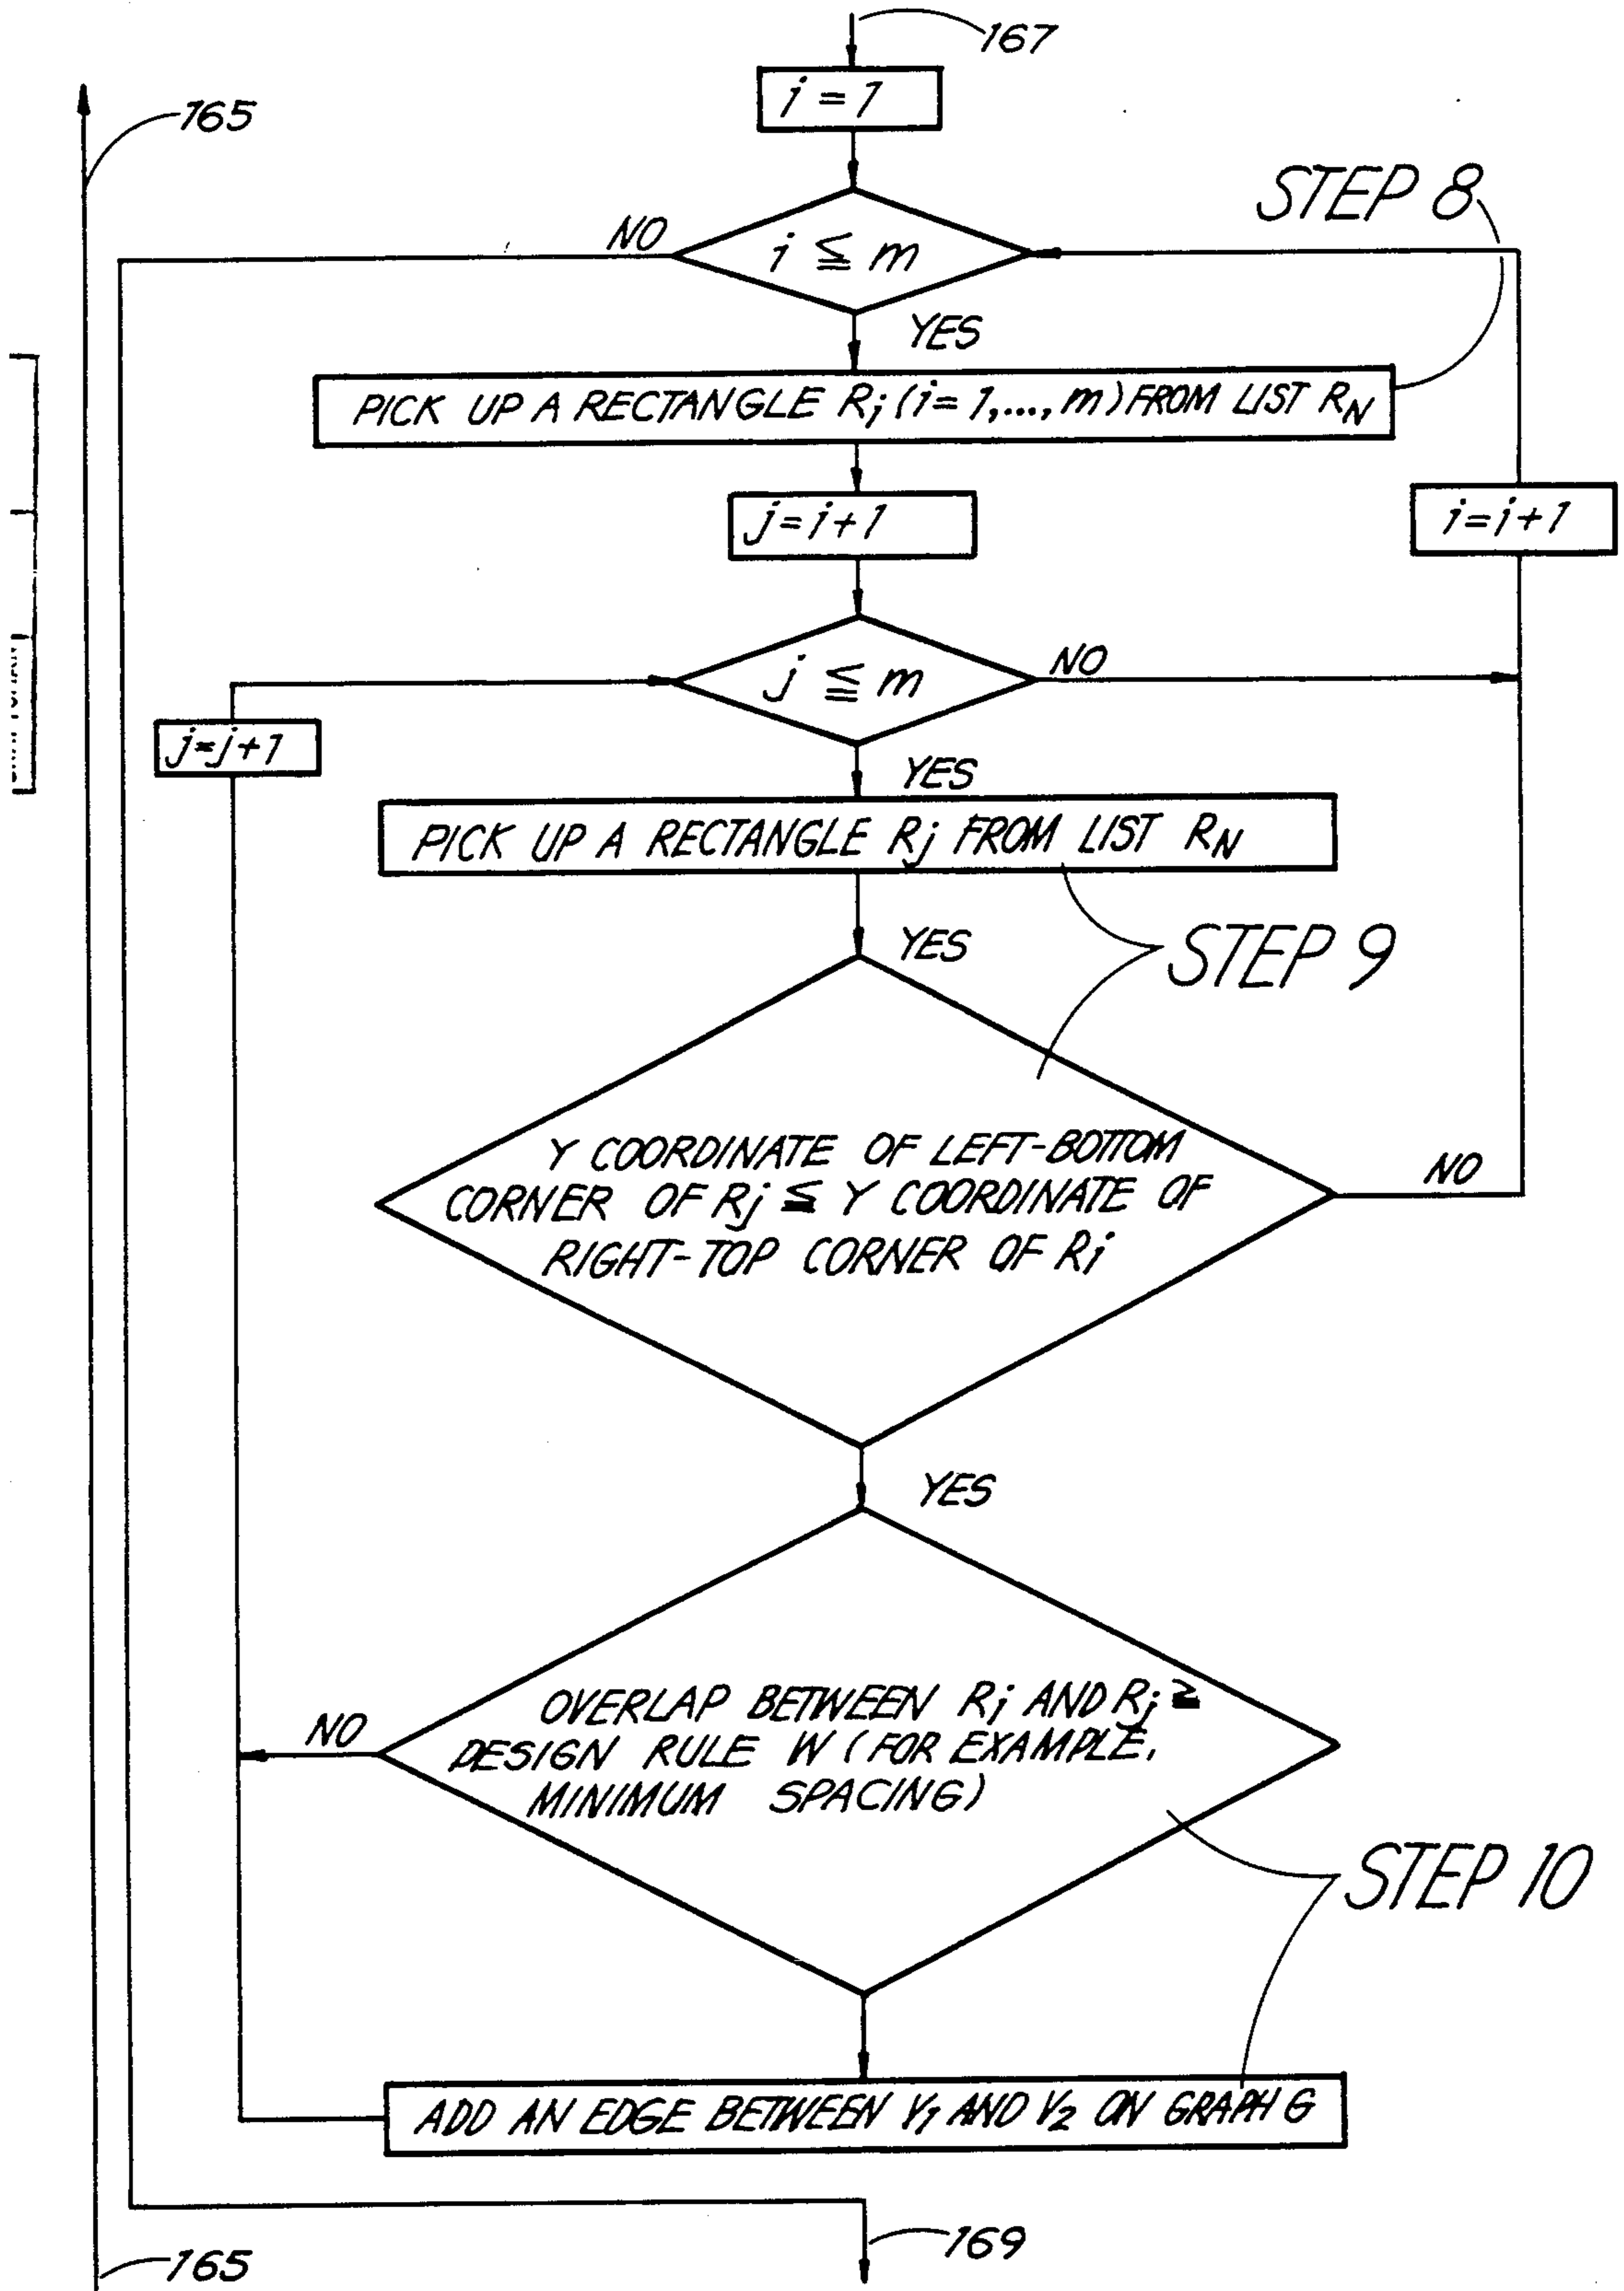 167
i = 1
165
STEP 8
NO
i ≦ m
YES
PICK UP A RECTANGLE Ri (i= 1,..., m) FROM LIST RN
j=i+1
i=i+1
j ≦ m
NO
j=j+1
YES
PICK UP A RECTANGLE Rj FROM LIST RN
YES
STEP 9
Y COORDINATE OF LEFT-BOTTOM
CORNER OF Rj ≦ Y COORDINATE OF
RIGHT-TOP CORNER OF Ri
NO
YES
OVERLAP BETWEEN Ri AND Rj ≧
DESIGN RULE W (FOR EXAMPLE,
MINIMUM SPACING)
NO
STEP 10
ADD AN EDGE BETWEEN V1 AND V2 ON GRAPH G
169
165